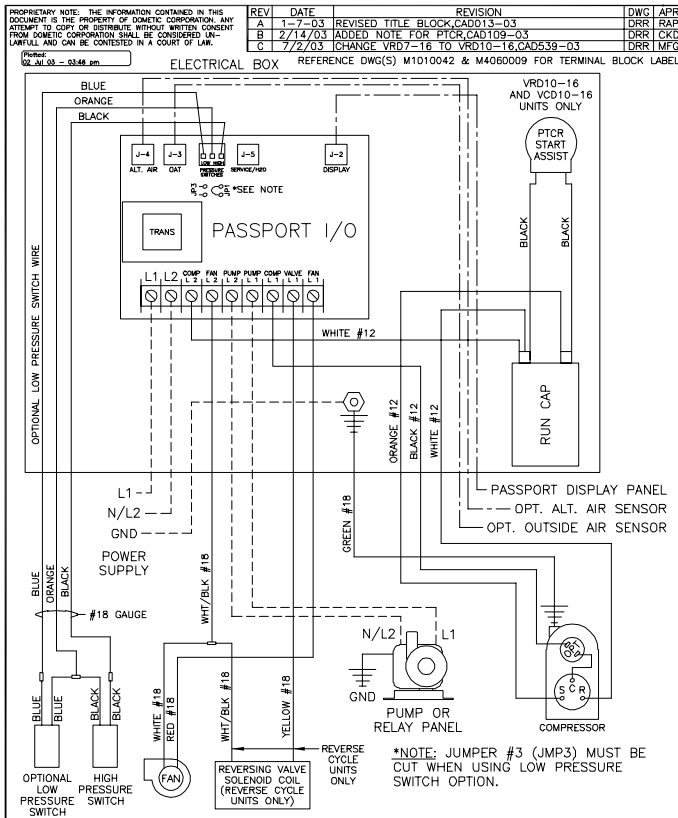 PROPRIETARY NOTE: THE INFORMATION CONTAINED IN THIS
DOCUMENT IS THE PROPERTY OF DOMETIC CORPORATION. ANY
ATTEMPT TO COPY OR DISTRIBUTE WITHOUT WRITTEN CONSENT
FROM DOMETIC CORPORATION SHALL BE CONSIDERED UN-
LAWFULL AND CAN BE CONTESTED IN A COURT OF LAW.
Plotted:
02 Jul 03 - 03:48 pm
REV DATE REVISION DWG APR
A 1-7-03 REVISED TITLE BLOCK,CAD013-03 DRR RAP
B 2/14/03 ADDED NOTE FOR PTCR,CAD109-03 DRR CKD
C 7/2/03 CHANGE VRD7-16 TO VRD10-16,CAD539-03 DRR MFG
ELECTRICAL BOX
REFERENCE DWG(S) M1010042 & M4060009 FOR TERMINAL BLOCK LABEL
BLUE
ORANGE
BLACK
VRD10-16
AND VCD10-16
UNITS ONLY
PTCR
START
ASSIST
J-4
ALT. AIR
J-3
OAT
LOW HIGH
PRESSURE
SWITCHES
J-5
SERVICE/H2O
J-2
DISPLAY
JP3
JP1
*SEE NOTE
TRANS
PASSPORT I/O
BLACK
BLACK
L1 L2 COMP L 2 FAN L 2 PUMP L 2 PUMP L 1 COMP L 1 VALVE L 1 FAN L 1
WHITE #12
OPTIONAL LOW PRESSURE SWITCH WIRE
ORANGE #12
BLACK #12
WHITE #12
RUN CAP
L1
N/L2
GND
POWER
SUPPLY
GREEN #18
PASSPORT DISPLAY PANEL
OPT. ALT. AIR SENSOR
OPT. OUTSIDE AIR SENSOR
BLUE
ORANGE
BLACK
#18 GAUGE
WHT/BLK #18
N/L2
L1
GND
PUMP OR
RELAY PANEL
OPT
S C R
COMPRESSOR
BLUE
BLUE
BLACK
BLACK
WHITE #18
RED #18
WHT/BLK #18
YELLOW #18
FAN
REVERSE
CYCLE
UNITS
ONLY
REVERSING VALVE
SOLENOID COIL
(REVERSE CYCLE
UNITS ONLY)
OPTIONAL
LOW
PRESSURE
SWITCH
HIGH
PRESSURE
SWITCH
*NOTE: JUMPER #3 (JMP3) MUST BE
CUT WHEN USING LOW PRESSURE
SWITCH OPTION.